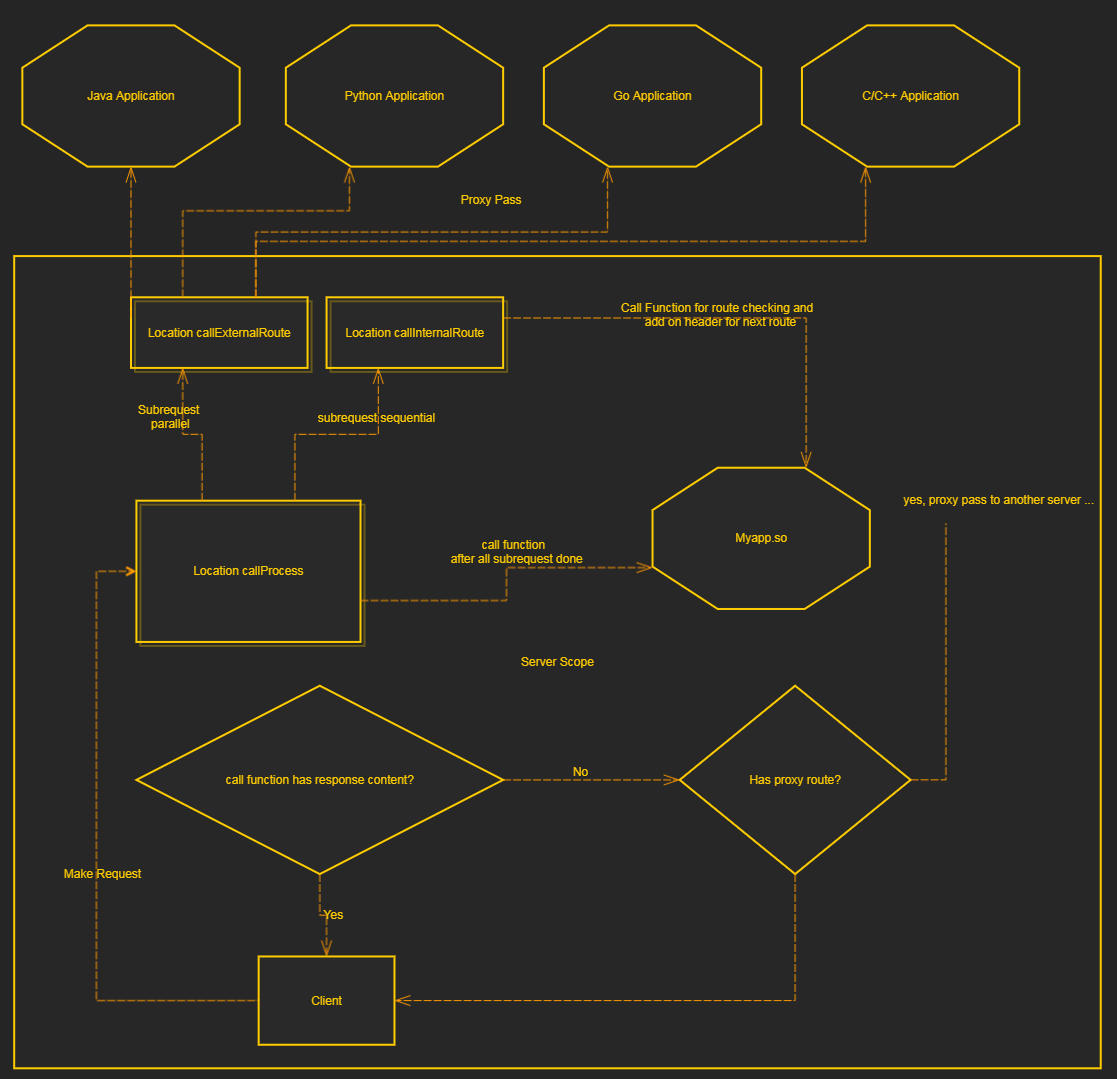 Java Application
Python Application
Go Application
C/C++ Application
Proxy Pass
Location callExternalRoute
Location callInternalRoute
Call Function for route checking and
add on header for next route
Subrequest
parallel
subrequest sequential
yes, proxy pass to another server ...
Myapp.so
call function
after all subrequest done
Location callProcess
Server Scope
call function has response content?
No
Has proxy route?
Make Request
Yes
Client